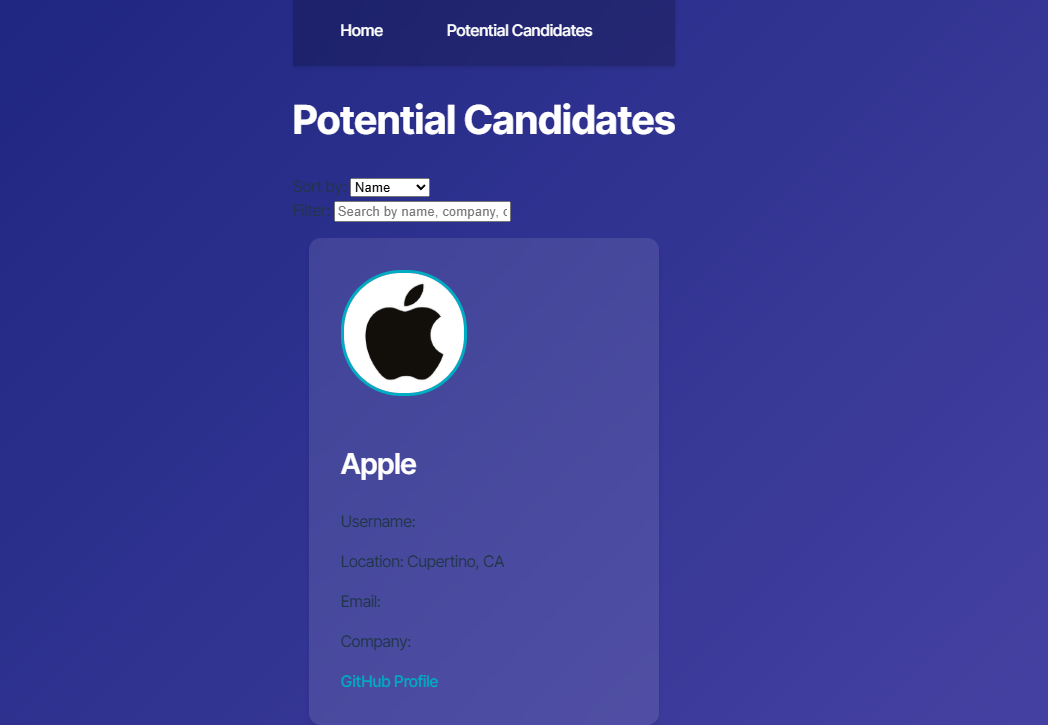 Home Potential Candidates
Potential Candidates
Sort by: Name
Filter: Search by name, company, c
Apple
Username:
Location: Cupertino, CA
Email:
Company:
GitHub Profile